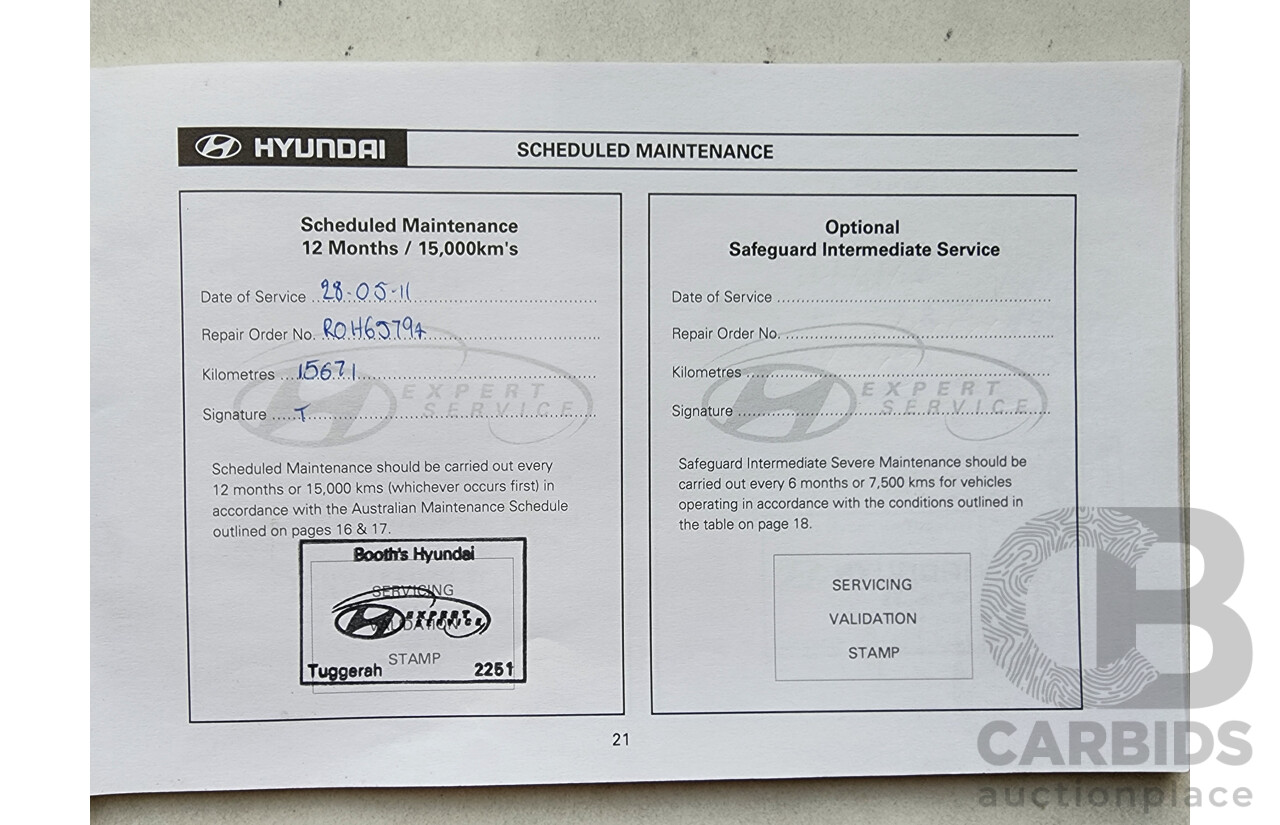 HYUNDAI
SCHEDULED MAINTENANCE
Scheduled Maintenance
12 Months / 15,000km's
Date of Service 28-05-11
Repair Order No. ROH65794
Kilometres 15671
Signature T
EXPERT
SERVICE
Scheduled Maintenance should be carried out every
12 months or 15,000 kms (whichever occurs first) in
accordance with the Australian Maintenance Schedule
outlined on pages 16 & 17.
Booth's Hyundai
SERVICING
EXPERT
SERVICE
VALIDATION
STAMP
Tuggerah 2251
Optional
Safeguard Intermediate Service
Date of Service
Repair Order No.
Kilometres
Signature
EXPERT
SERVICE
Safeguard Intermediate Severe Maintenance should be
carried out every 6 months or 7,500 kms for vehicles
operating in accordance with the conditions outlined in
the table on page 18.
SERVICING
VALIDATION
STAMP
21
CB
CARBIDS
auctionplace